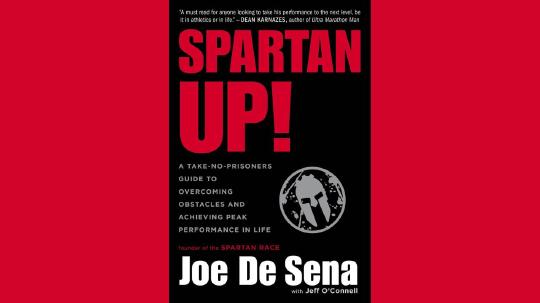 "A must read for anyone looking to take his performance to the next level, be
it in athletics or in life." – DEAN KARNAZES, author of Ultra Marathon Man
SPARTAN
UP!
A TAKE-NO-PRISONERS
GUIDE TO
OVERCOMING
OBSTACLES AND
ACHIEVING PEAK
PERFORMANCE IN LIFE
founder of the SPARTAN RACE
Joe De Sena
with Jeff O'Connell